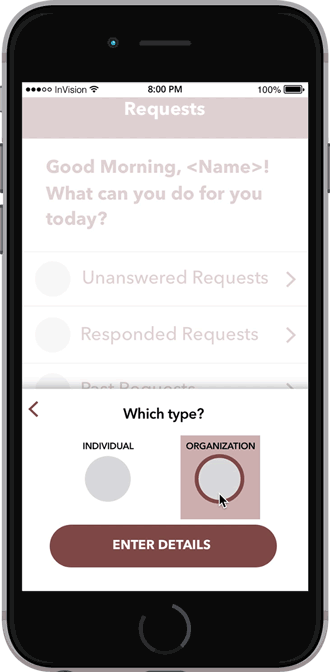 InVision 8:00 PM 100%
Requests
Good Morning, <Name>!
What can you do for you
today?
Unanswered Requests
Responded Requests
Past Requests
Which type?
INDIVIDUAL
ORGANIZATION
ENTER DETAILS